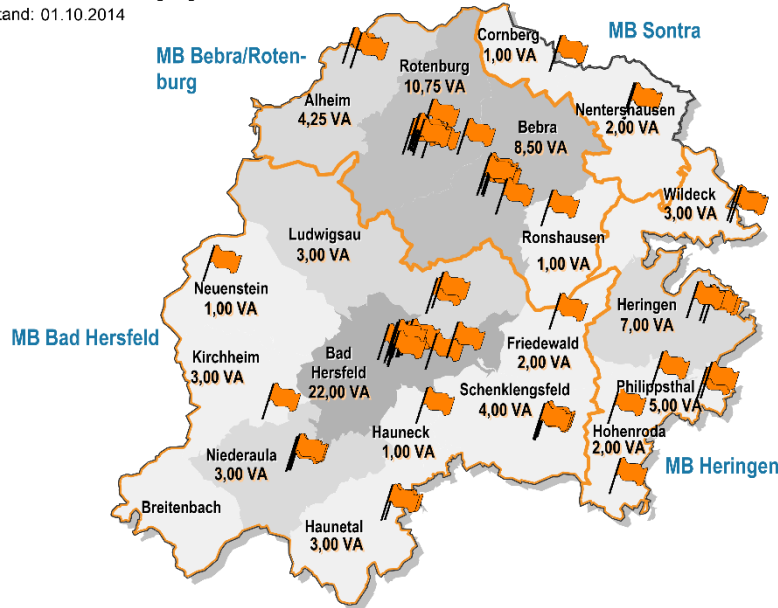 tand: 01.10.2014
MB Bebra/Roten-
burg
Cornberg
1,00 VA
MB Sontra
Rotenburg
10,75 VA
Alheim
4,25 VA
Nentershausen
2,00 VA
Bebra
8,50 VA
Wildeck
3,00 VA
Ludwigsau
3,00 VA
Ronshausen
1,00 VA
Neuenstein
1,00 VA
Heringen
7,00 VA
MB Bad Hersfeld
Kirchheim
3,00 VA
Bad
Hersfeld
22,00 VA
Friedewald
2,00 VA
Schenklengsfeld
4,00 VA
Philippsthal
5,00 VA
Hauneck
1,00 VA
Hohenroda
2,00 VA
Niederaula
3,00 VA
MB Heringen
Breitenbach
Haunetal
3,00 VA